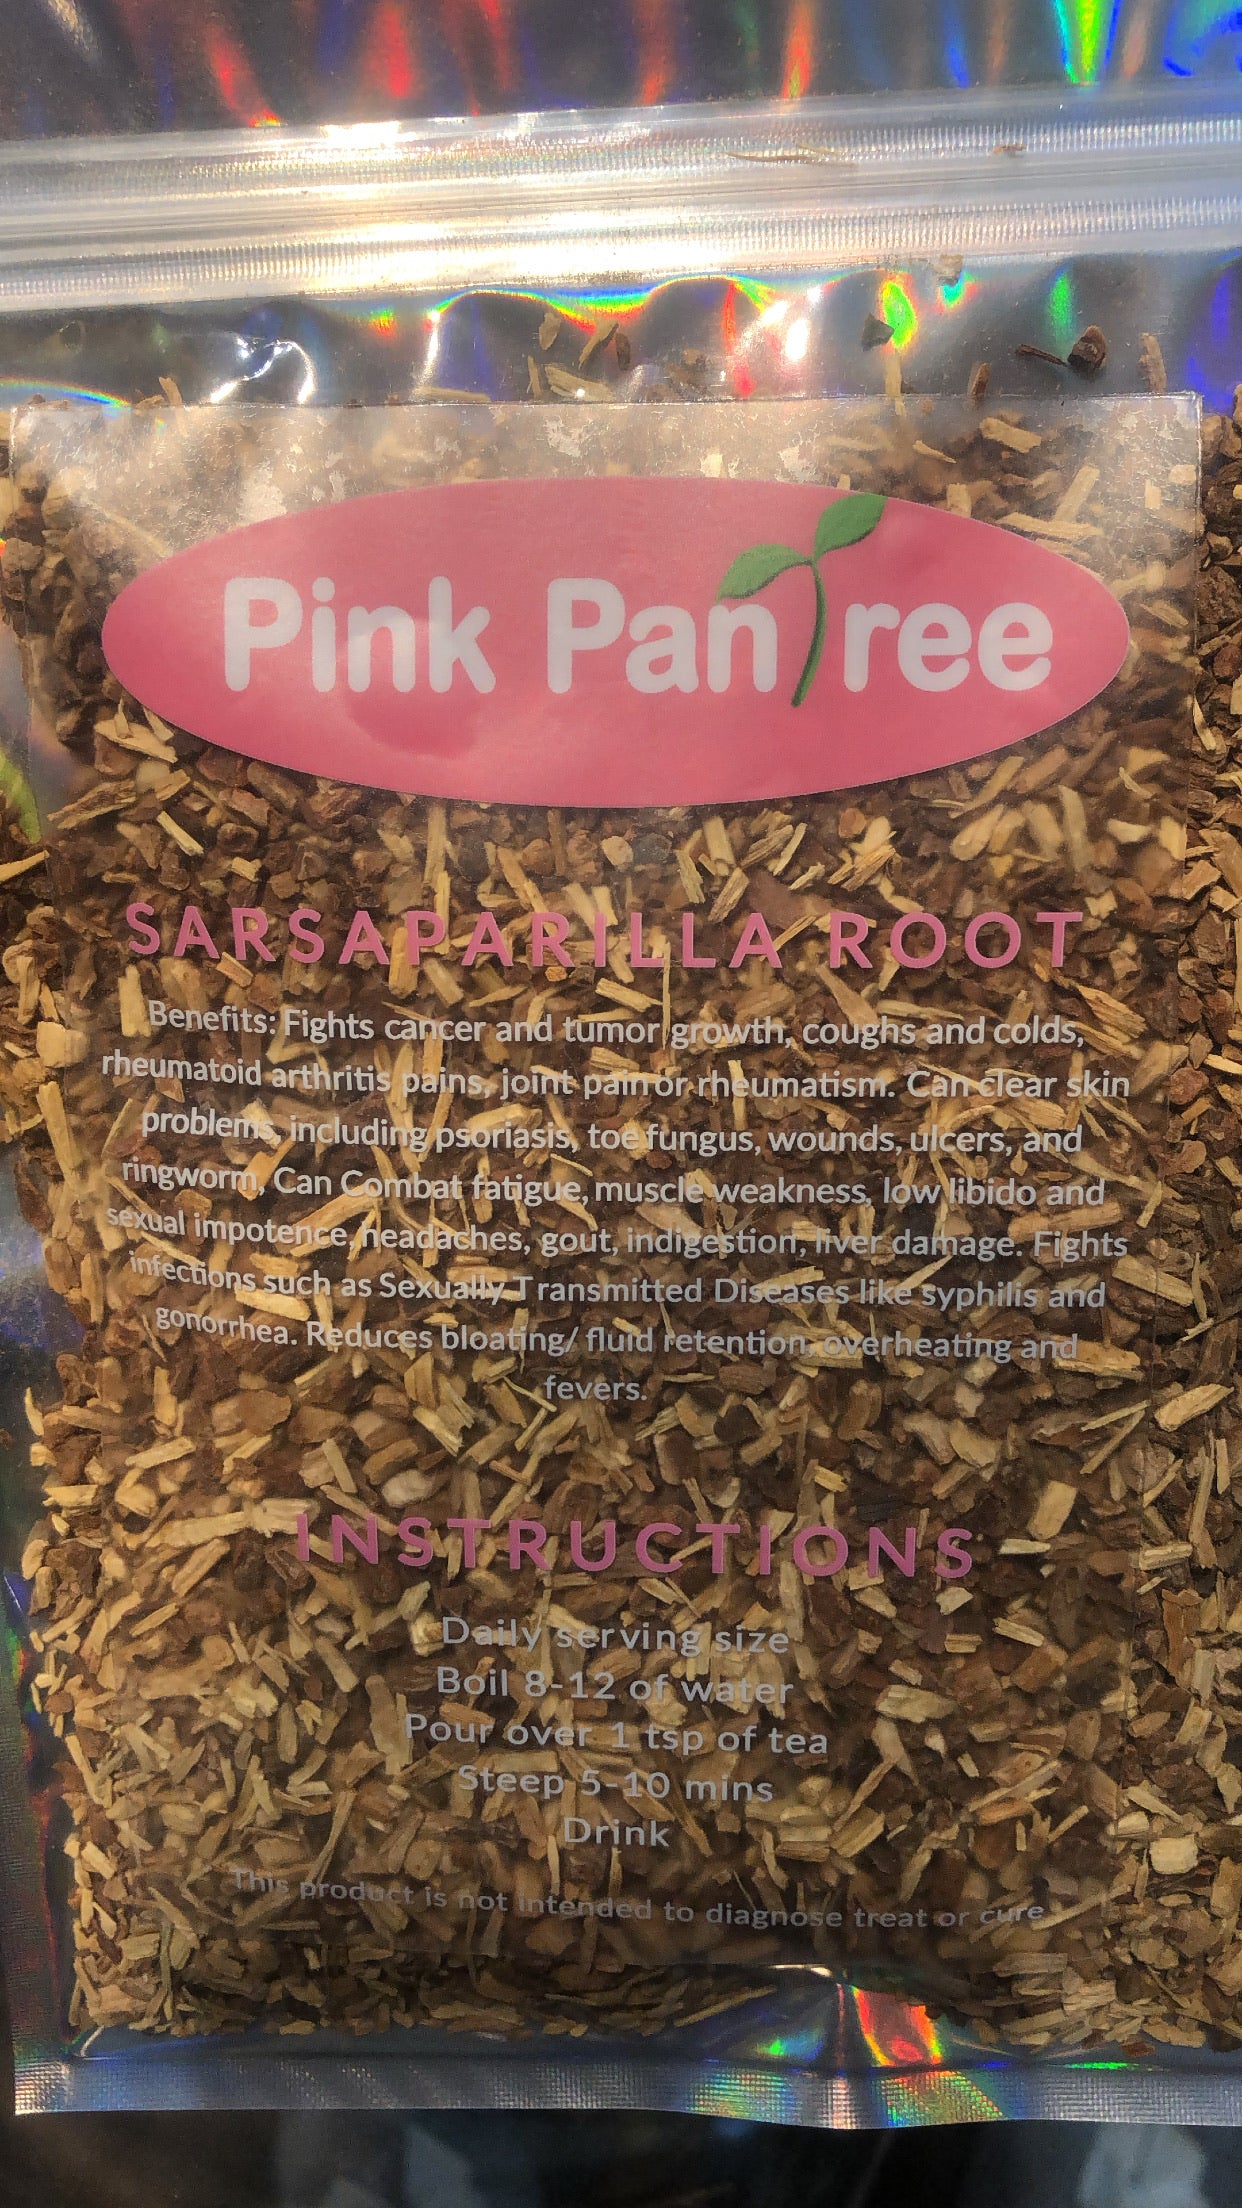 Pink PanTree
SARSAPARILLA ROOT
Benefits: Fights cancer and tumor growth, coughs and colds,
rheumatoid arthritis pains, joint pain or rheumatism. Can clear skin
problems, including psoriasis, toe fungus, wounds, ulcers, and
ringworm, Can Combat fatigue, muscle weakness, low libido and
sexual impotence, headaches, gout, indigestion, liver damage. Fights
infections such as Sexually Transmitted Diseases like syphilis and
gonorrhea. Reduces bloating/ fluid retention, overheating and
fevers.
INSTRUCTIONS
Daily serving size
Boil 8-12 of water
Pour over 1 tsp of tea
Steep 5-10 mins
Drink
This product is not intended to diagnose treat or cure